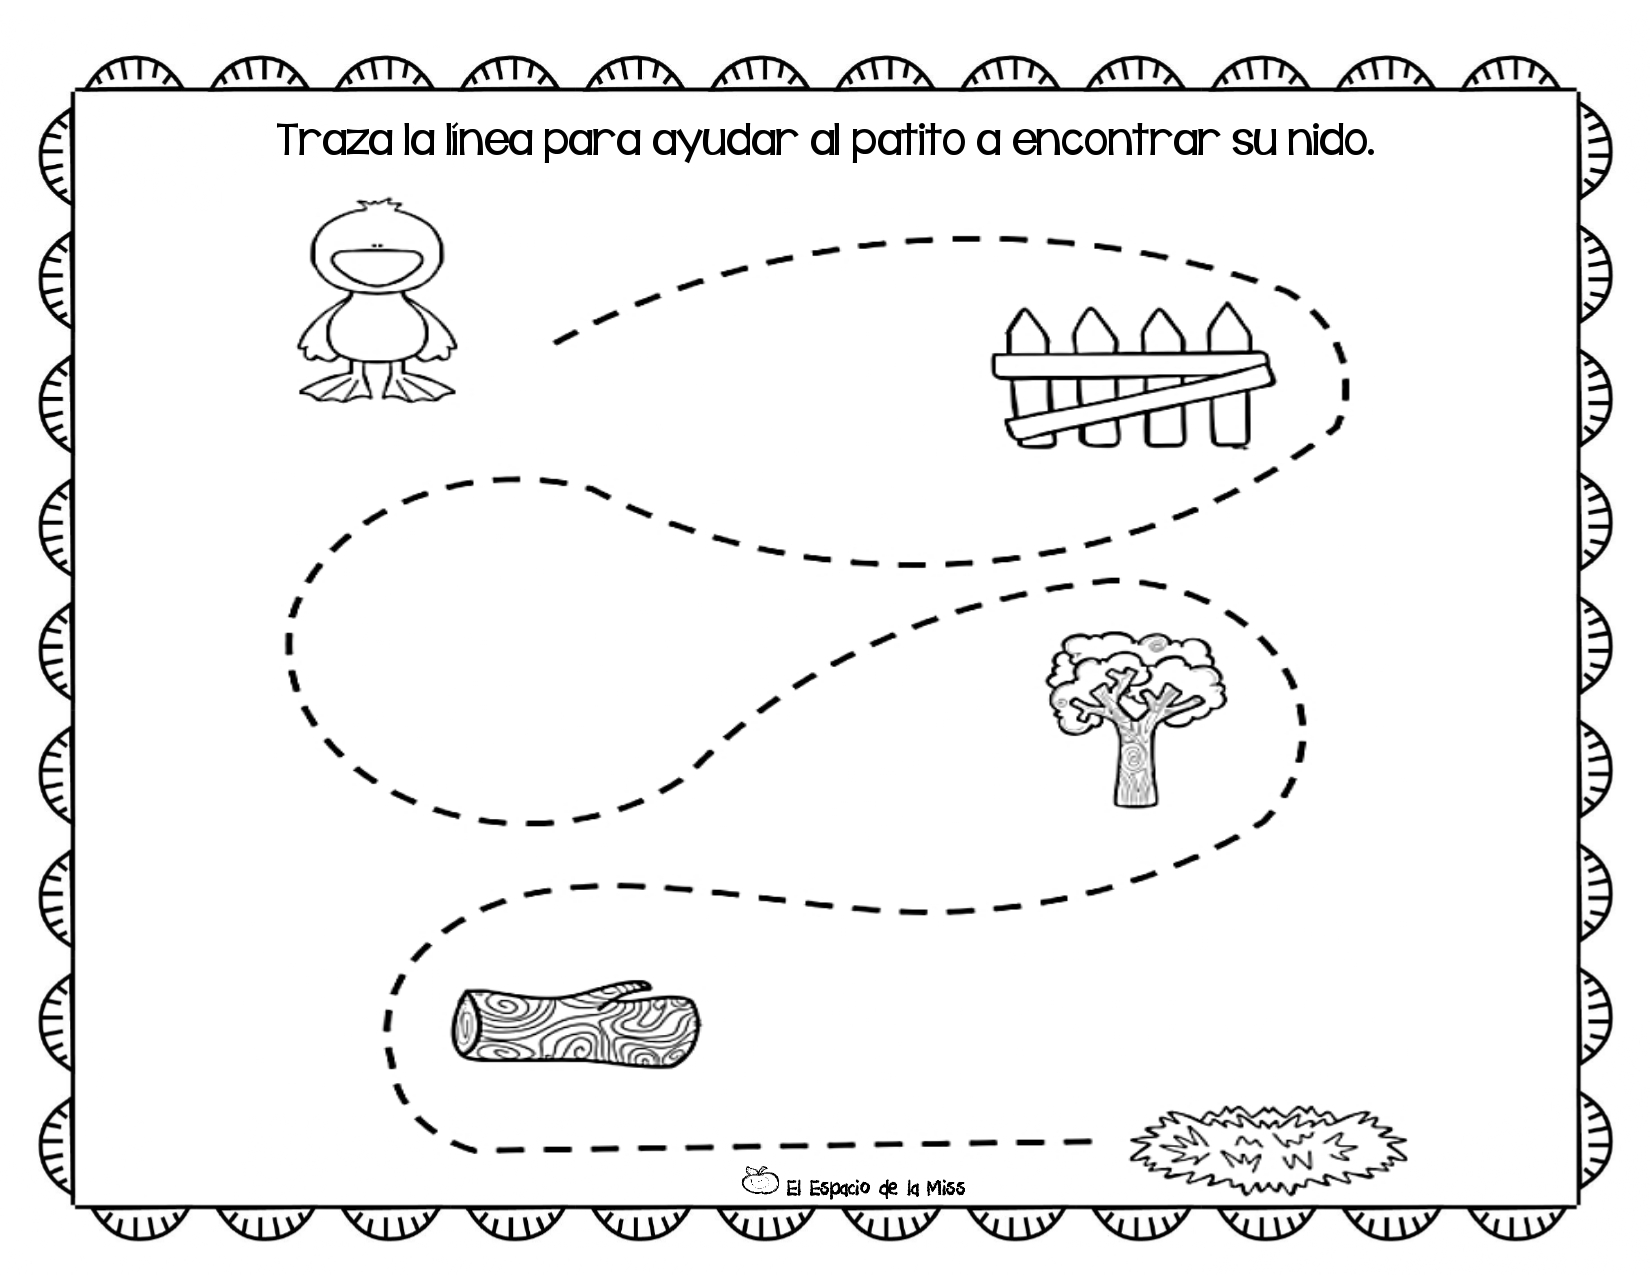 Traza la línea para ayudar al patito a encontrar su nido.
El Espacio de la Miss